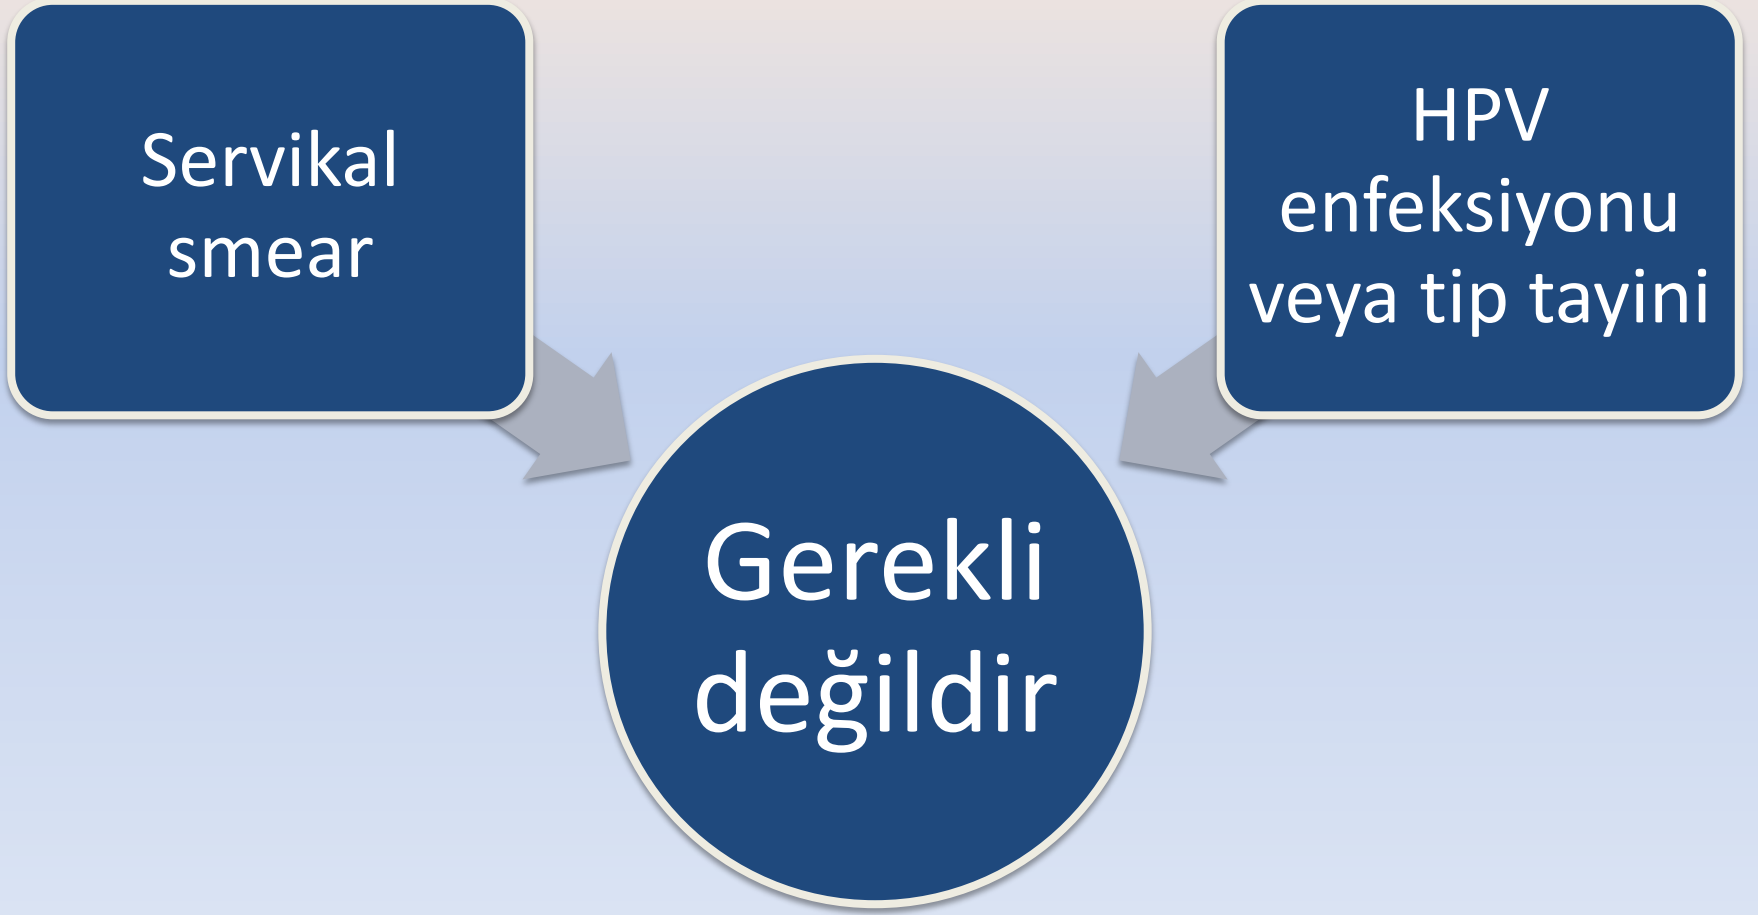 Servikal
smear
HPV
enfeksiyonu
veya tip tayini
Gerekli
değildir